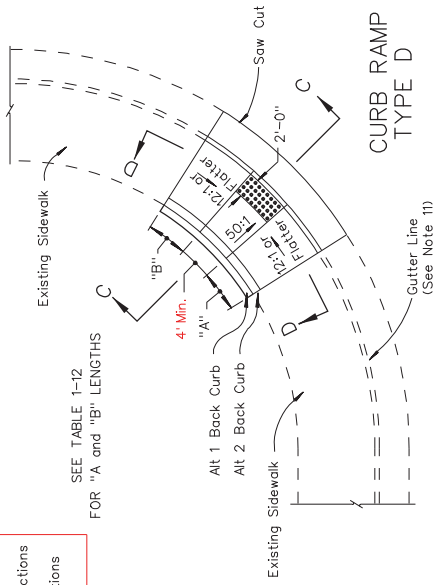 ctions
tions
SEE TABLE 1-12
FOR "A and "B" LENGTHS
Existing Sidewalk
C
"B"
4' Min.
"A"
D
12:1 or
Flatter
50:1
12:1 or
Flatter
2'-0"
Saw Cut
C
D
Alt 1 Back Curb
Alt 2 Back Curb
Existing Sidewalk
Gutter Line
(See Note 11)
CURB RAMP
TYPE D